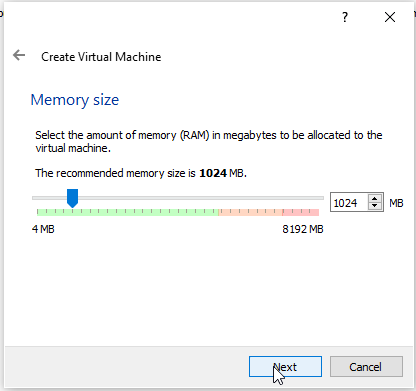 ?
Create Virtual Machine
Memory size
Select the amount of memory (RAM) in megabytes to be allocated to the
virtual machine.
The recommended memory size is 1024 MB.
1024 MB
4 MB 8192 MB
Next Cancel